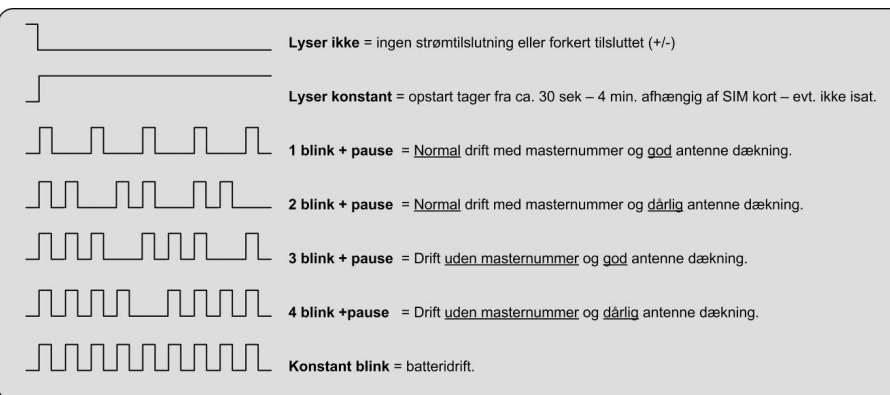 Lyser ikke = ingen strømtilslutning eller forkert tilsluttet (+/-)
Lyser konstant = opstart tager fra ca. 30 sek – 4 min. afhængig af SIM kort – evt. ikke isat.
1 blink + pause = Normal drift med masternummer og god antenne dækning.
2 blink + pause = Normal drift med masternummer og dårlig antenne dækning.
3 blink + pause = Drift uden masternummer og god antenne dækning.
4 blink +pause = Drift uden masternummer og dårlig antenne dækning.
Konstant blink = batteridrift.